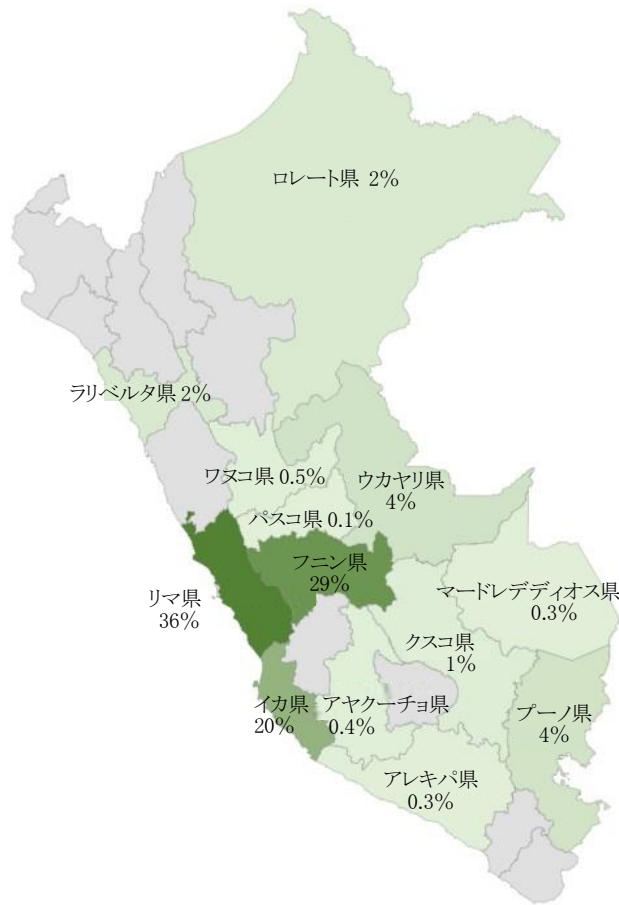 ロレート県 2%
ラリベルタ県 2%
ワヌコ県 0.5%
ウカヤリ県
4%
パスコ県 0.1%
フニン県
29%
マードレデディオス県
0.3%
リマ県
36%
クスコ県
1%
イカ県
20%
アヤクーチョ県
0.4%
プーノ県
4%
アレキパ県
0.3%